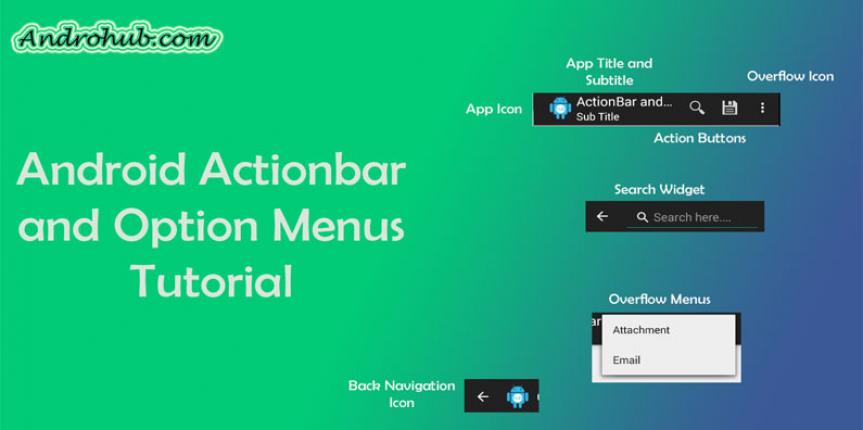 Androhub.com
Android Actionbar
and Option Menus
Tutorial
App Title and
Subtitle
Overflow Icon
App Icon
ActionBar and...
Sub Title
Action Buttons
Search Widget
Search here....
Overflow Menus
Attachment
Email
Back Navigation
Icon